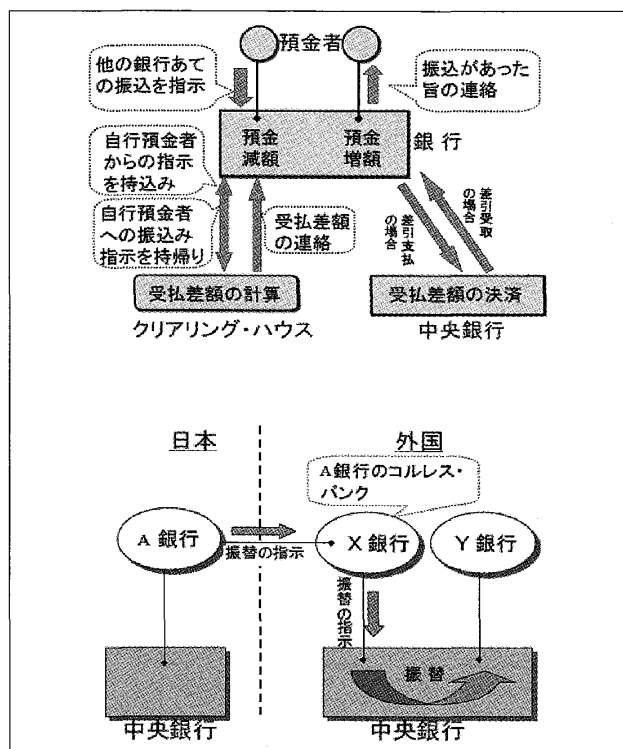 預金者
他の銀行あて
の振込を指示
振込があった
旨の連絡
預金
減額
預金
増額
銀行
自行預金者
からの指示
を持込み
自行預金者
への振込み
指示を持帰り
受払差額
の連絡
差引支払
の場合
差引受取
の場合
受払差額の計算
クリアリング・ハウス
受払差額の決済
中央銀行
日本
外国
A銀行のコルレス・
バンク
A 銀行
振替の指示
X 銀行
Y 銀行
振替の指示
振替
中央銀行
中央銀行